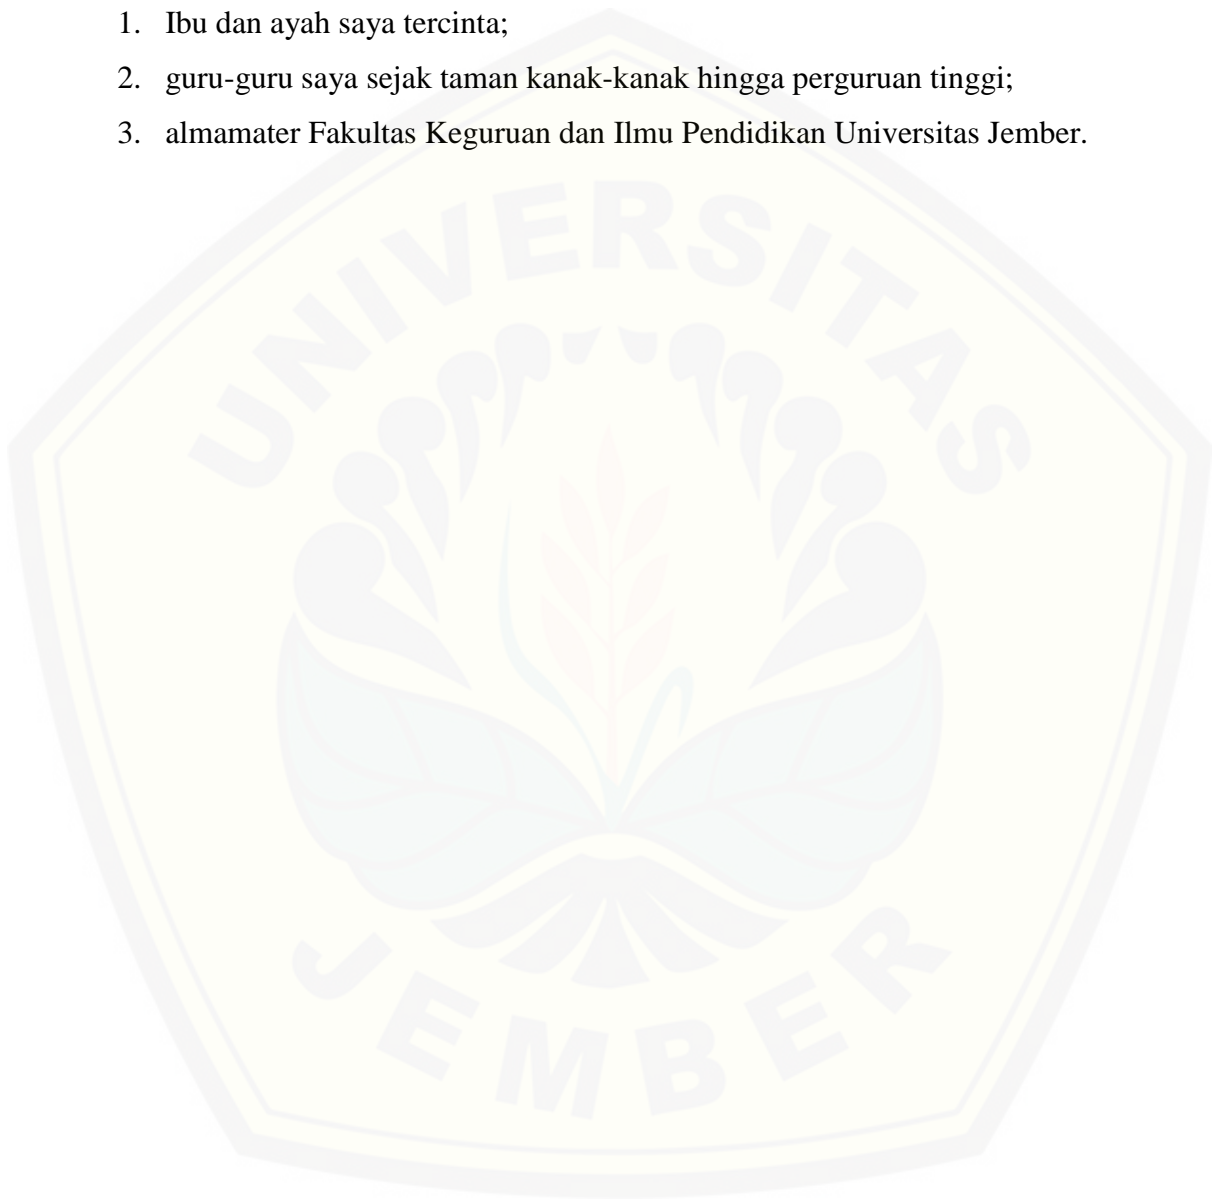 1. Ibu dan ayah saya tercinta;
2. guru-guru saya sejak taman kanak-kanak hingga perguruan tinggi;
3. almamater Fakultas Keguruan dan Ilmu Pendidikan Universitas Jember.
UNIVERSITAS
JEMBER